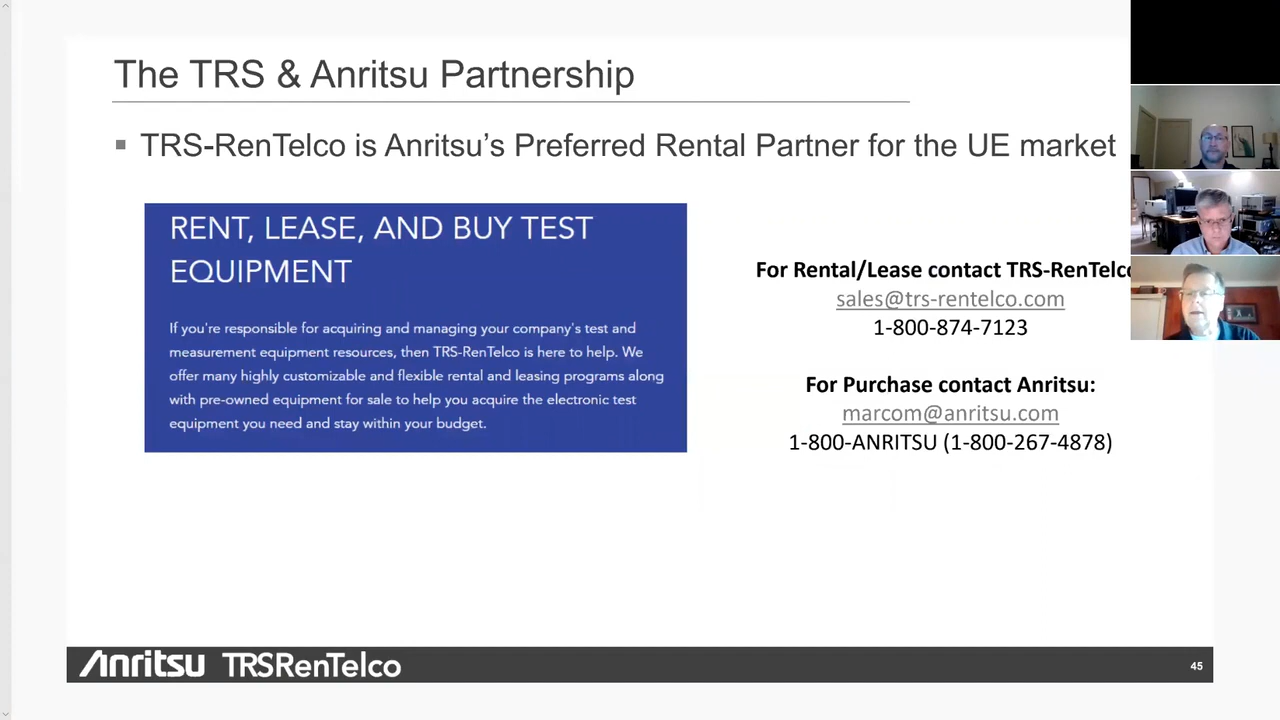 The TRS & Anritsu Partnership
▪ TRS-RenTelco is Anritsu's Preferred Rental Partner for the UE market
RENT, LEASE, AND BUY TEST
EQUIPMENT
If you're responsible for acquiring and managing your company's test and
measurement equipment resources, then TRS-RenTelco is here to help. We
offer many highly customizable and flexible rental and leasing programs along
with pre-owned equipment for sale to help you acquire the electronic test
equipment you need and stay within your budget.
For Rental/Lease contact TRS-RenTelco
sales@trs-rentelco.com
1-800-874-7123
For Purchase contact Anritsu:
marcom@anritsu.com
1-800-ANRITSU (1-800-267-4878)
Anritsu TRSRenTelco
45